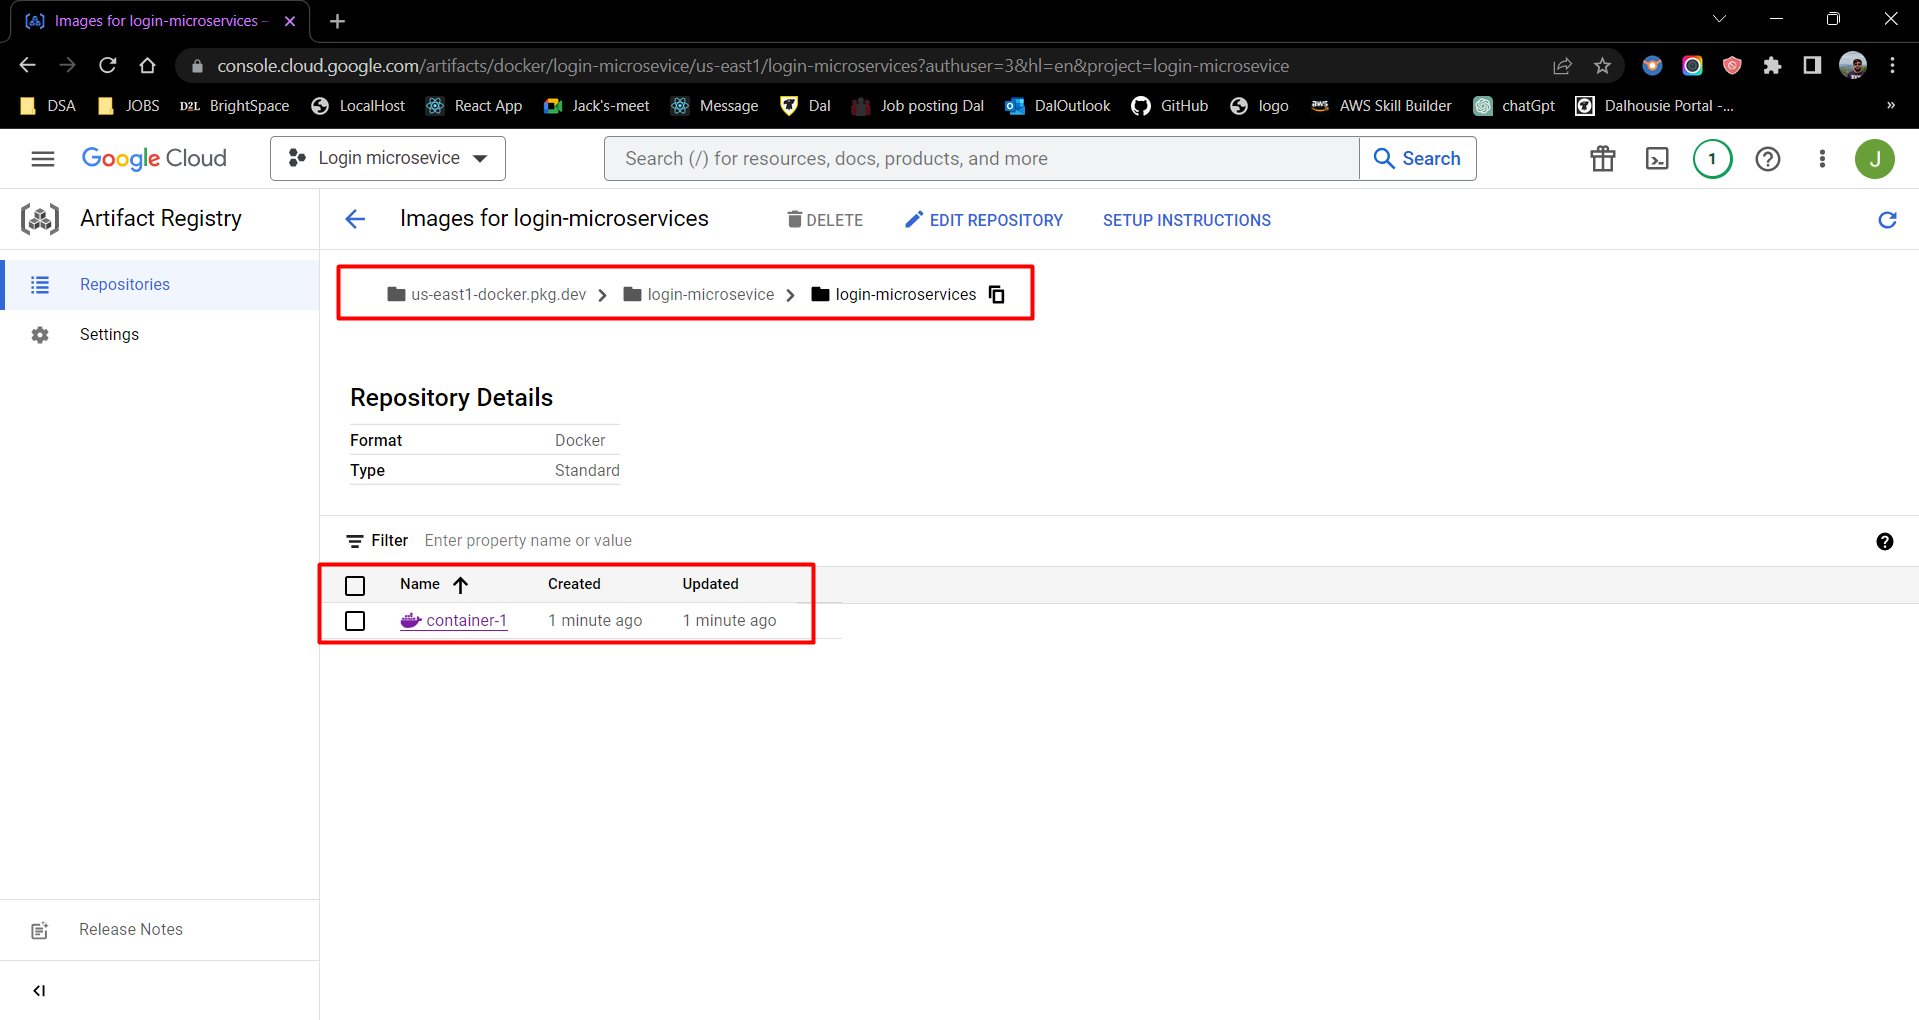 Images for login-microservices –
console.cloud.google.com/artifacts/docker/login-microsevice/us-east1/login-microservices?authuser=3&hl=en&project=login-microsevice
DSA JOBS D2L BrightSpace LocalHost React App Jack's-meet Message Dal Job posting Dal DalOutlook GitHub logo aws AWS Skill Builder chatGpt Dalhousie Portal -... »
Google Cloud Login microsevice Search (/) for resources, docs, products, and more Search 1 J
Artifact Registry Images for login-microservices DELETE EDIT REPOSITORY SETUP INSTRUCTIONS
Repositories
Settings
us-east1-docker.pkg.dev login-microsevice login-microservices
Repository Details
Format Docker
Type Standard
Filter Enter property name or value
Name Created Updated
container-1 1 minute ago 1 minute ago
Release Notes